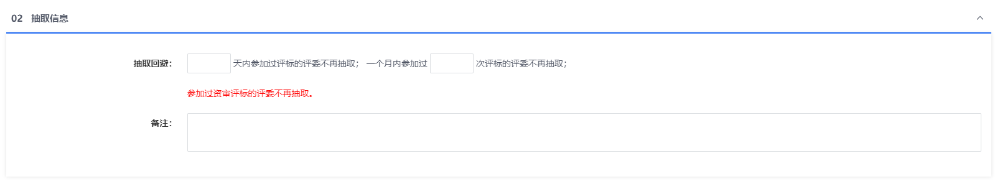 02 抽取信息
抽取回避： 天内参加过评标的评委不再抽取； 一个月内参加过 次评标的评委不再抽取；
参加过资审评标的评委不再抽取。
备注：